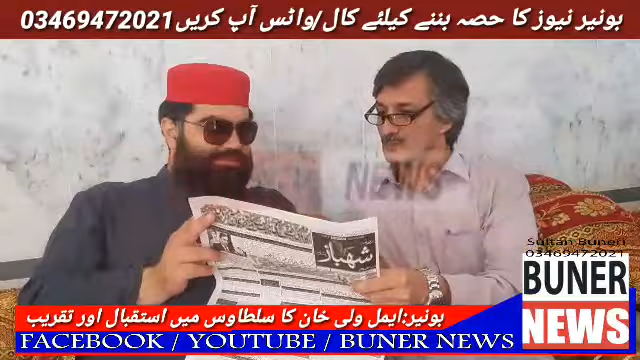 بونیر نیوز کا حصہ بننے کیلئے کال/واٹس آپ کریں 03469472021
NEWS
شهباز
Sultan Buneri
03469472021
BUNER
NEWS
بونیر:ایمل ولی خان کا سلطاوس میں استقبال اور تقریب
FACEBOOK / YOUTUBE / BUNER NEWS